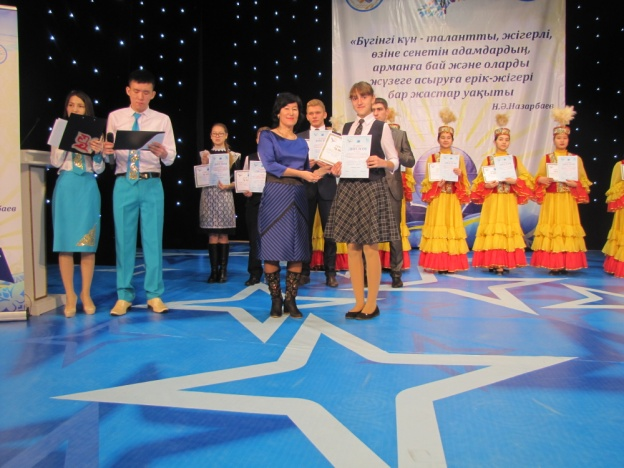 «Бүгінгі күн - талантты, жігерлі,
өзіне сенетін адамдардың,
арманға бай және оларды
жүзеге асыруға ерік-жігері
бар жастар уақыты
Н.Ә.Назарбаев
баев